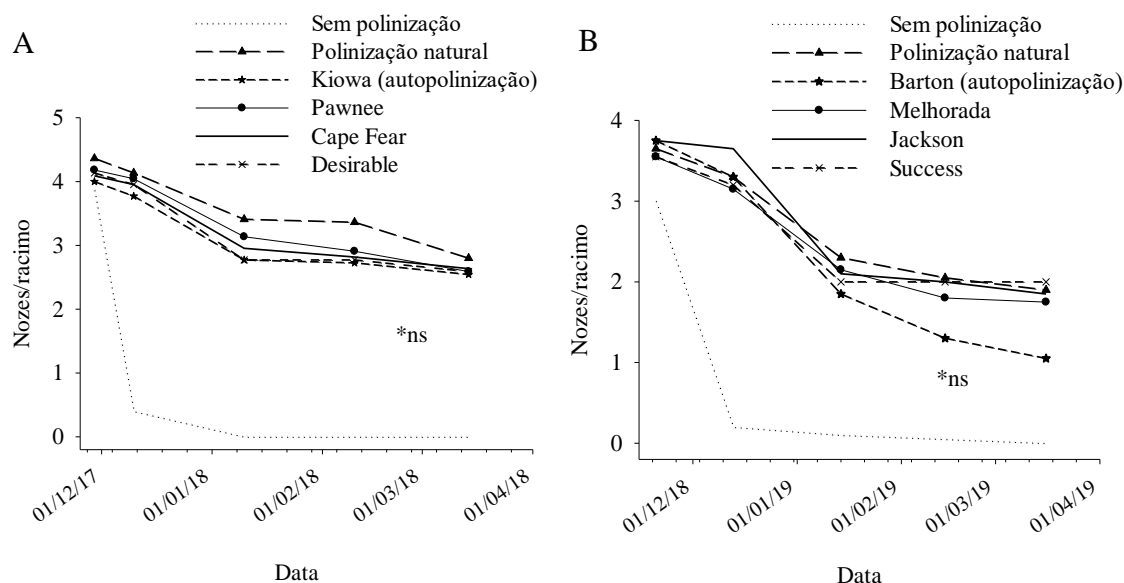 A
Sem polinização
Polinização natural
Kiowa (autopolinização)
Pawnee
Cape Fear
Desirable
5
4
3
2
1
0
Nozes/racimo
*ns
01/12/17
01/01/18
01/02/18
01/03/18
01/04/18
Data
B
Sem polinização
Polinização natural
Barton (autopolinização)
Melhorada
Jackson
Success
4
3
2
1
0
Nozes/racimo
*ns
01/12/18
01/01/19
01/02/19
01/03/19
01/04/19
Data